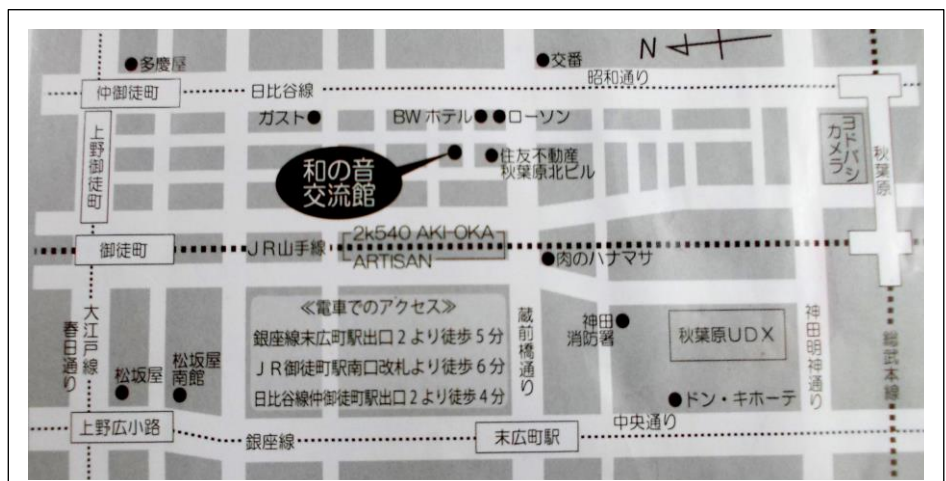 多慶屋
交番
N
昭和通り
仲御徒町
日比谷線
ガスト
BWホテル
ローソン
上野御徒町
和の音
交流館
住友不動産
秋葉原北ビル
ヨドバシ
カメラ
秋葉原
御徒町
JR山手線
2k540 AKI-OKA
ARTISAN
肉のハナマサ
大江戸線
春日通り
≪電車でのアクセス≫
銀座線末広町駅出口2より徒歩5分
JR御徒町駅南口改札より徒歩6分
日比谷線仲御徒町駅出口2より徒歩4分
蔵前橋通り
神田
消防署
秋葉原UDX
神田明神通り
総武本線
松坂屋
松坂屋
南館
ドン・キホーテ
上野広小路
銀座線
末広町駅
中央通り